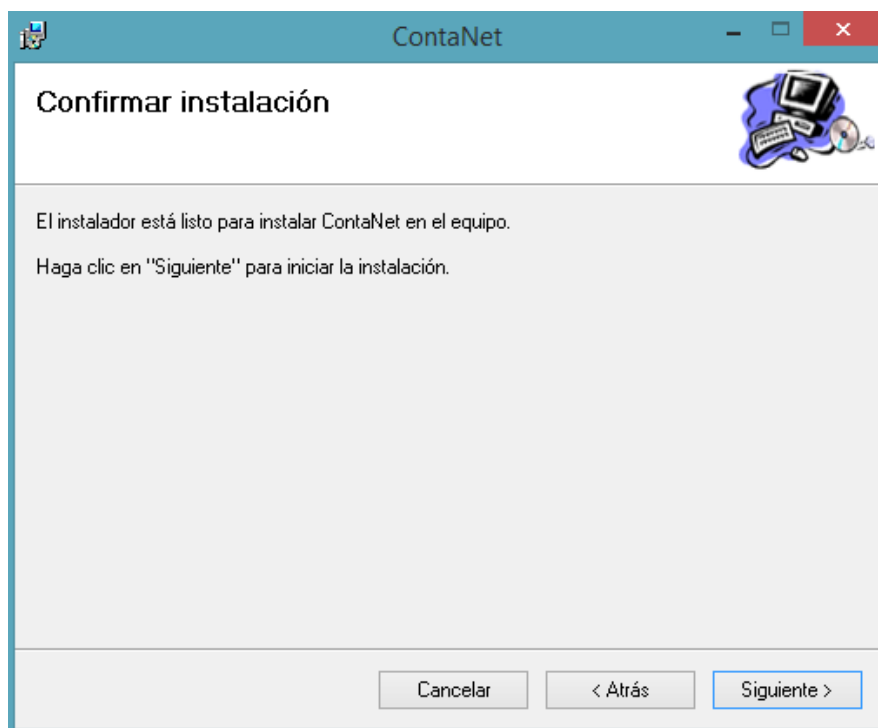 ContaNet
Confirmar instalación
El instalador está listo para instalar ContaNet en el equipo.
Haga clic en "Siguiente" para iniciar la instalación.
Cancelar
< Atrás
Siguiente >